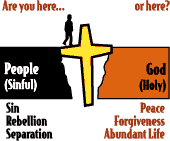 Are you here... or here?
People God
(Sinful) (Holy)
Sin Peace
Rebellion Forgiveness
Separation Abundant Life